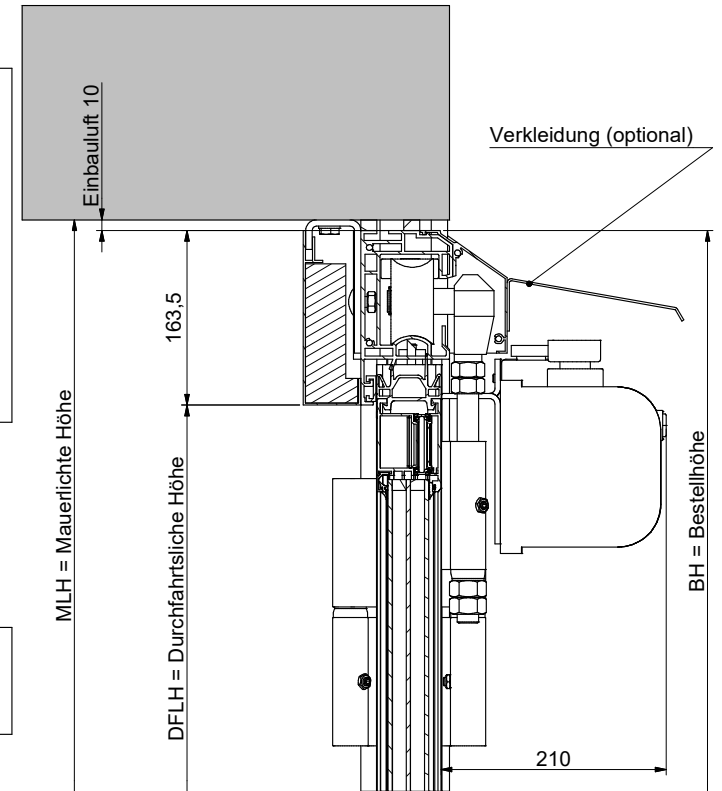 Einbauluft 10
Verkleidung (optional)
163,5
MLH = Mauerlichte Höhe
DFLH = Durchfahrtsliche Höhe
BH = Bestellhöhe
210